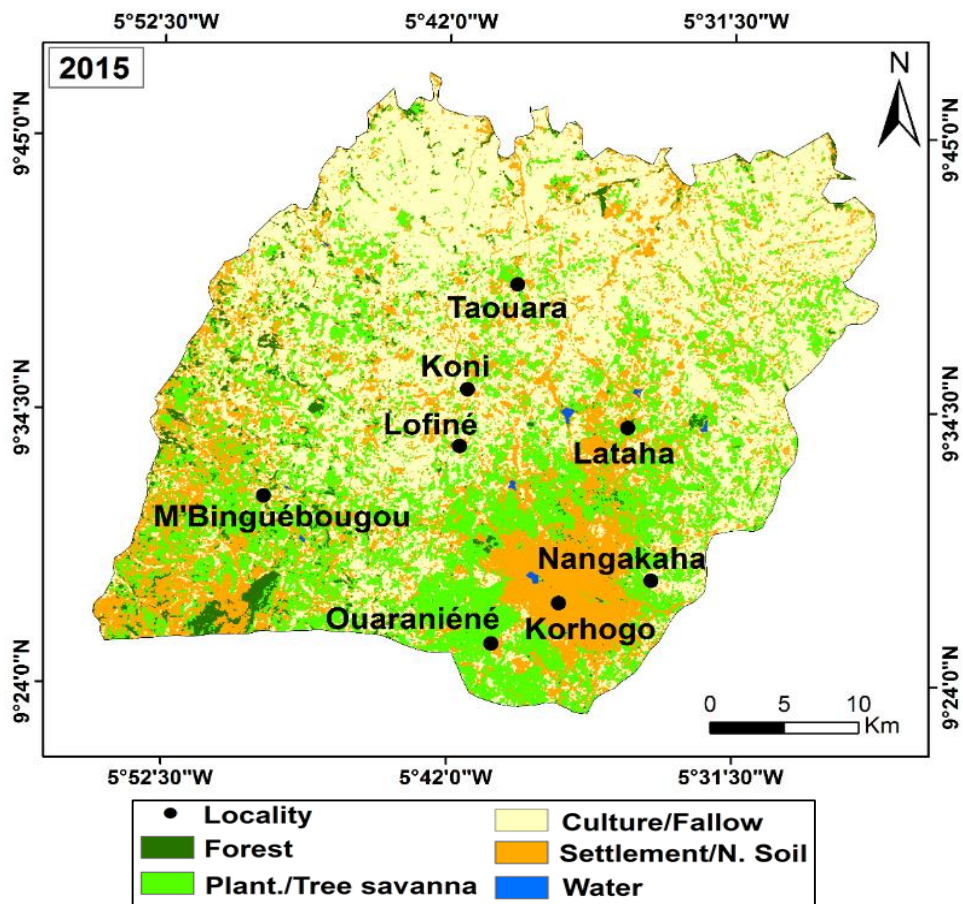 5°52'30"W 5°42'0"W 5°31'30"W
2015
N
9°45'0"N 9°45'0"N
Taouara
Koni
9°34'30"N 9°34'30"N
Lofiné
Lataha
M'Binguébougou
Nangakaha
Ouaraniéné
Korhogo
9°24'0"N 9°24'0"N
0 5 10
Km
5°52'30"W 5°42'0"W 5°31'30"W
Locality Culture/Fallow
Forest Settlement/N. Soil
Plant./Tree savanna Water